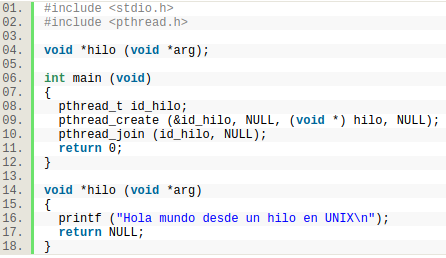 01. #include <stdio.h>
02. #include <pthread.h>
03.
04. void *hilo (void *arg);
05.
06. int main (void)
07. {
08.   pthread_t id_hilo;
09.   pthread_create (&id_hilo, NULL, (void *) hilo, NULL);
10.   pthread_join (id_hilo, NULL);
11.   return 0;
12. }
13.
14. void *hilo (void *arg)
15. {
16.   printf ("Hola mundo desde un hilo en UNIX\n");
17.   return NULL;
18. }